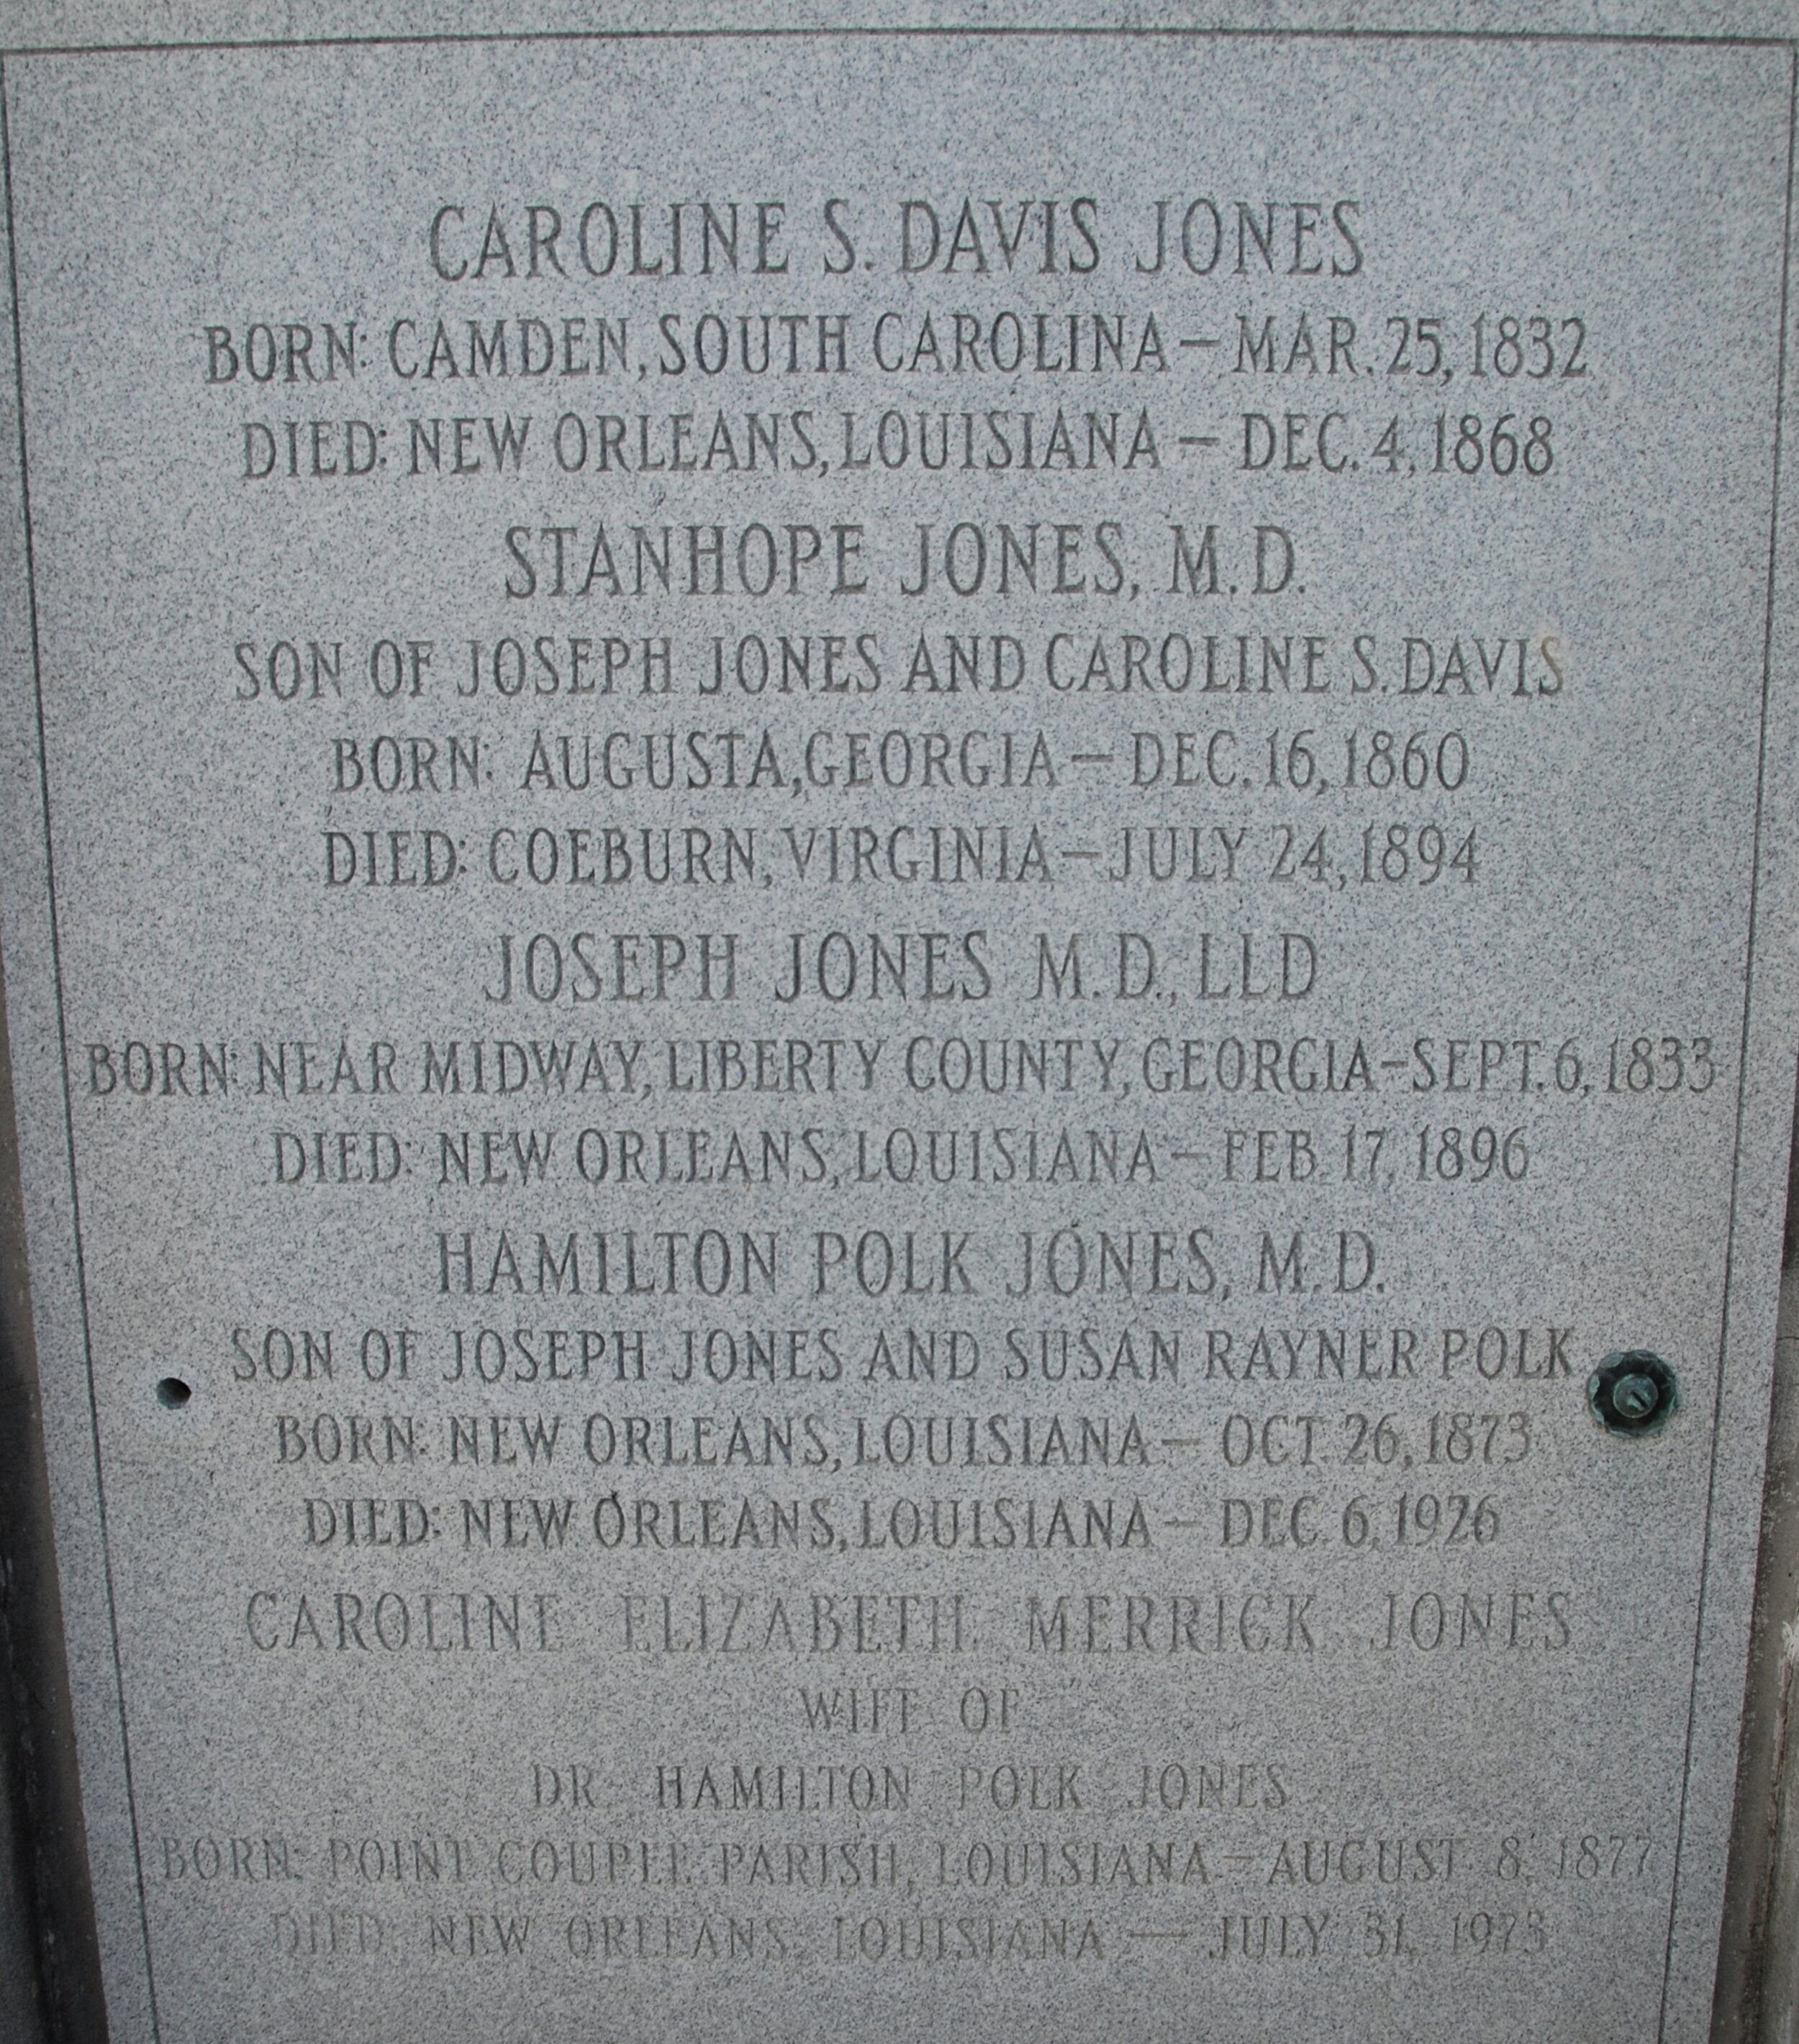 CAROLINE S. DAVIS JONES
BORN: CAMDEN, SOUTH CAROLINA – MAR. 25, 1832
DIED: NEW ORLEANS, LOUISIANA – DEC. 4, 1868
STANHOPE JONES, M.D.
SON OF JOSEPH JONES AND CAROLINE S. DAVIS
BORN: AUGUSTA, GEORGIA – DEC. 16, 1860
DIED: COEBURN, VIRGINIA – JULY 24, 1894
JOSEPH JONES M.D., LLD
BORN: NEAR MIDWAY, LIBERTY COUNTY, GEORGIA – SEPT. 6, 1833
DIED: NEW ORLEANS, LOUISIANA – FEB. 17, 1896
HAMILTON POLK JONES, M.D.
SON OF JOSEPH JONES AND SUSAN RAYNER POLK
BORN: NEW ORLEANS, LOUISIANA – OCT. 26, 1873
DIED: NEW ORLEANS, LOUISIANA – DEC. 6, 1926
CAROLINE ELIZABETH MERRICK JONES
WIFE OF
DR. HAMILTON POLK JONES
BORN: POINT COUPEE PARISH, LOUISIANA – AUGUST 8, 1877
DIED: NEW ORLEANS, LOUISIANA — JULY 31, 1973